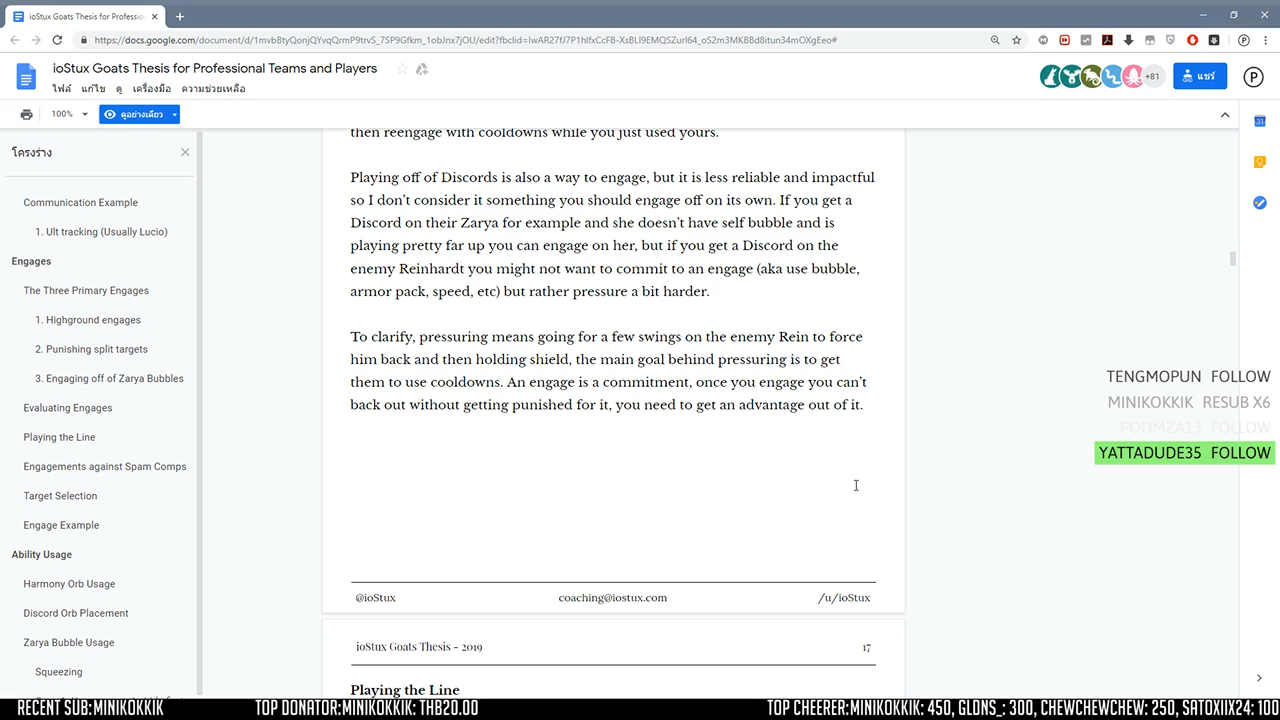 ioStux Goats Thesis for Professio
https://docs.google.com/document/d/
ioStux Goats Thesis for Professional Teams and Players
ไฟล์ แก้ไข ดู เครื่องมือ ความช่วยเหลือ
+81
แชร์
P
100%
ดูอย่างเดียว
โครงร่าง
Communication Example
1. Ult tracking (Usually Lucio)
Engages
The Three Primary Engages
1. Highground engages
2. Punishing split targets
3. Engaging off of Zarya Bubbles
Evaluating Engages
Playing the Line
Engagements against Spam Comps
Target Selection
Engage Example
Ability Usage
Harmony Orb Usage
Discord Orb Placement
Zarya Bubble Usage
Squeezing
then reengage with cooldowns while you just used yours.
Playing off of Discords is also a way to engage, but it is less reliable and impactful
so I don't consider it something you should engage off on its own. If you get a
Discord on their Zarya for example and she doesn't have self bubble and is
playing pretty far up you can engage on her, but if you get a Discord on the
enemy Reinhardt you might not want to commit to an engage (aka use bubble,
armor pack, speed, etc) but rather pressure a bit harder.
To clarify, pressuring means going for a few swings on the enemy Rein to force
him back and then holding shield, the main goal behind pressuring is to get
them to use cooldowns. An engage is a commitment, once you engage you can't
back out without getting punished for it, you need to get an advantage out of it.
@ioStux coaching@iostux.com /u/ioStux
ioStux Goats Thesis - 2019 17
Playing the Line
TENGMOPUN FOLLOW
MINIKOKKIK RESUB X6
POOMZA13 FOLLOW
YATTADUDE35 FOLLOW
RECENT SUB:MINIKOKKIK TOP DONATOR:MINIKOKKIK: THB20.00 TOP CHEERER:MINIKOKKIK: 450, GLDNS_: 300, CHEWCHEWCHEW: 250, SATOXIIX24: 100